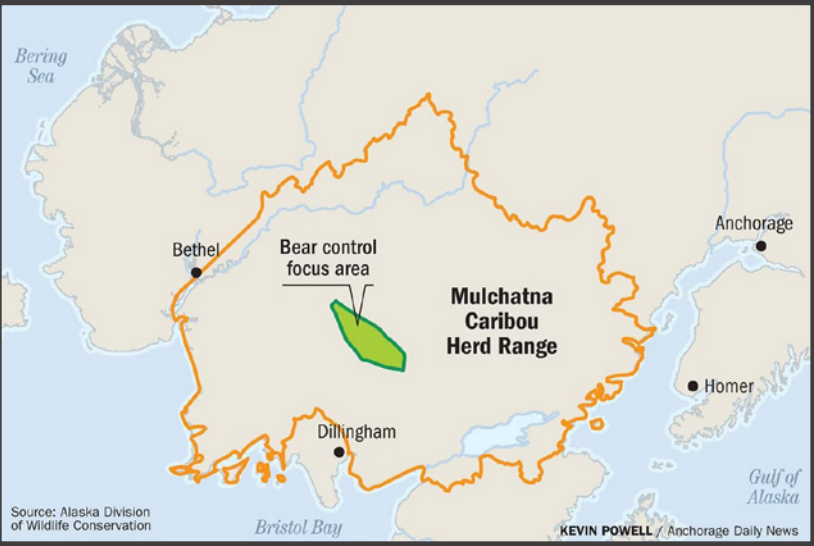 Bering
Sea
Anchorage
Bethel
Bear control
focus area
Mulchatna
Caribou
Herd Range
Homer
Dillingham
Gulf of
Alaska
Source: Alaska Division
of Wildlife Conservation
Bristol Bay
KEVIN POWELL / Anchorage Daily News